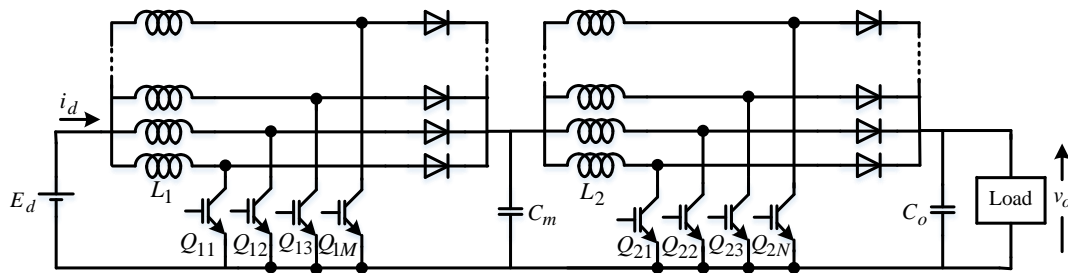 i_d
L_1
L_2
E_d
Q_11
Q_12
Q_13
Q_1M
C_m
Q_21
Q_22
Q_23
Q_2N
C_o
Load
v_o